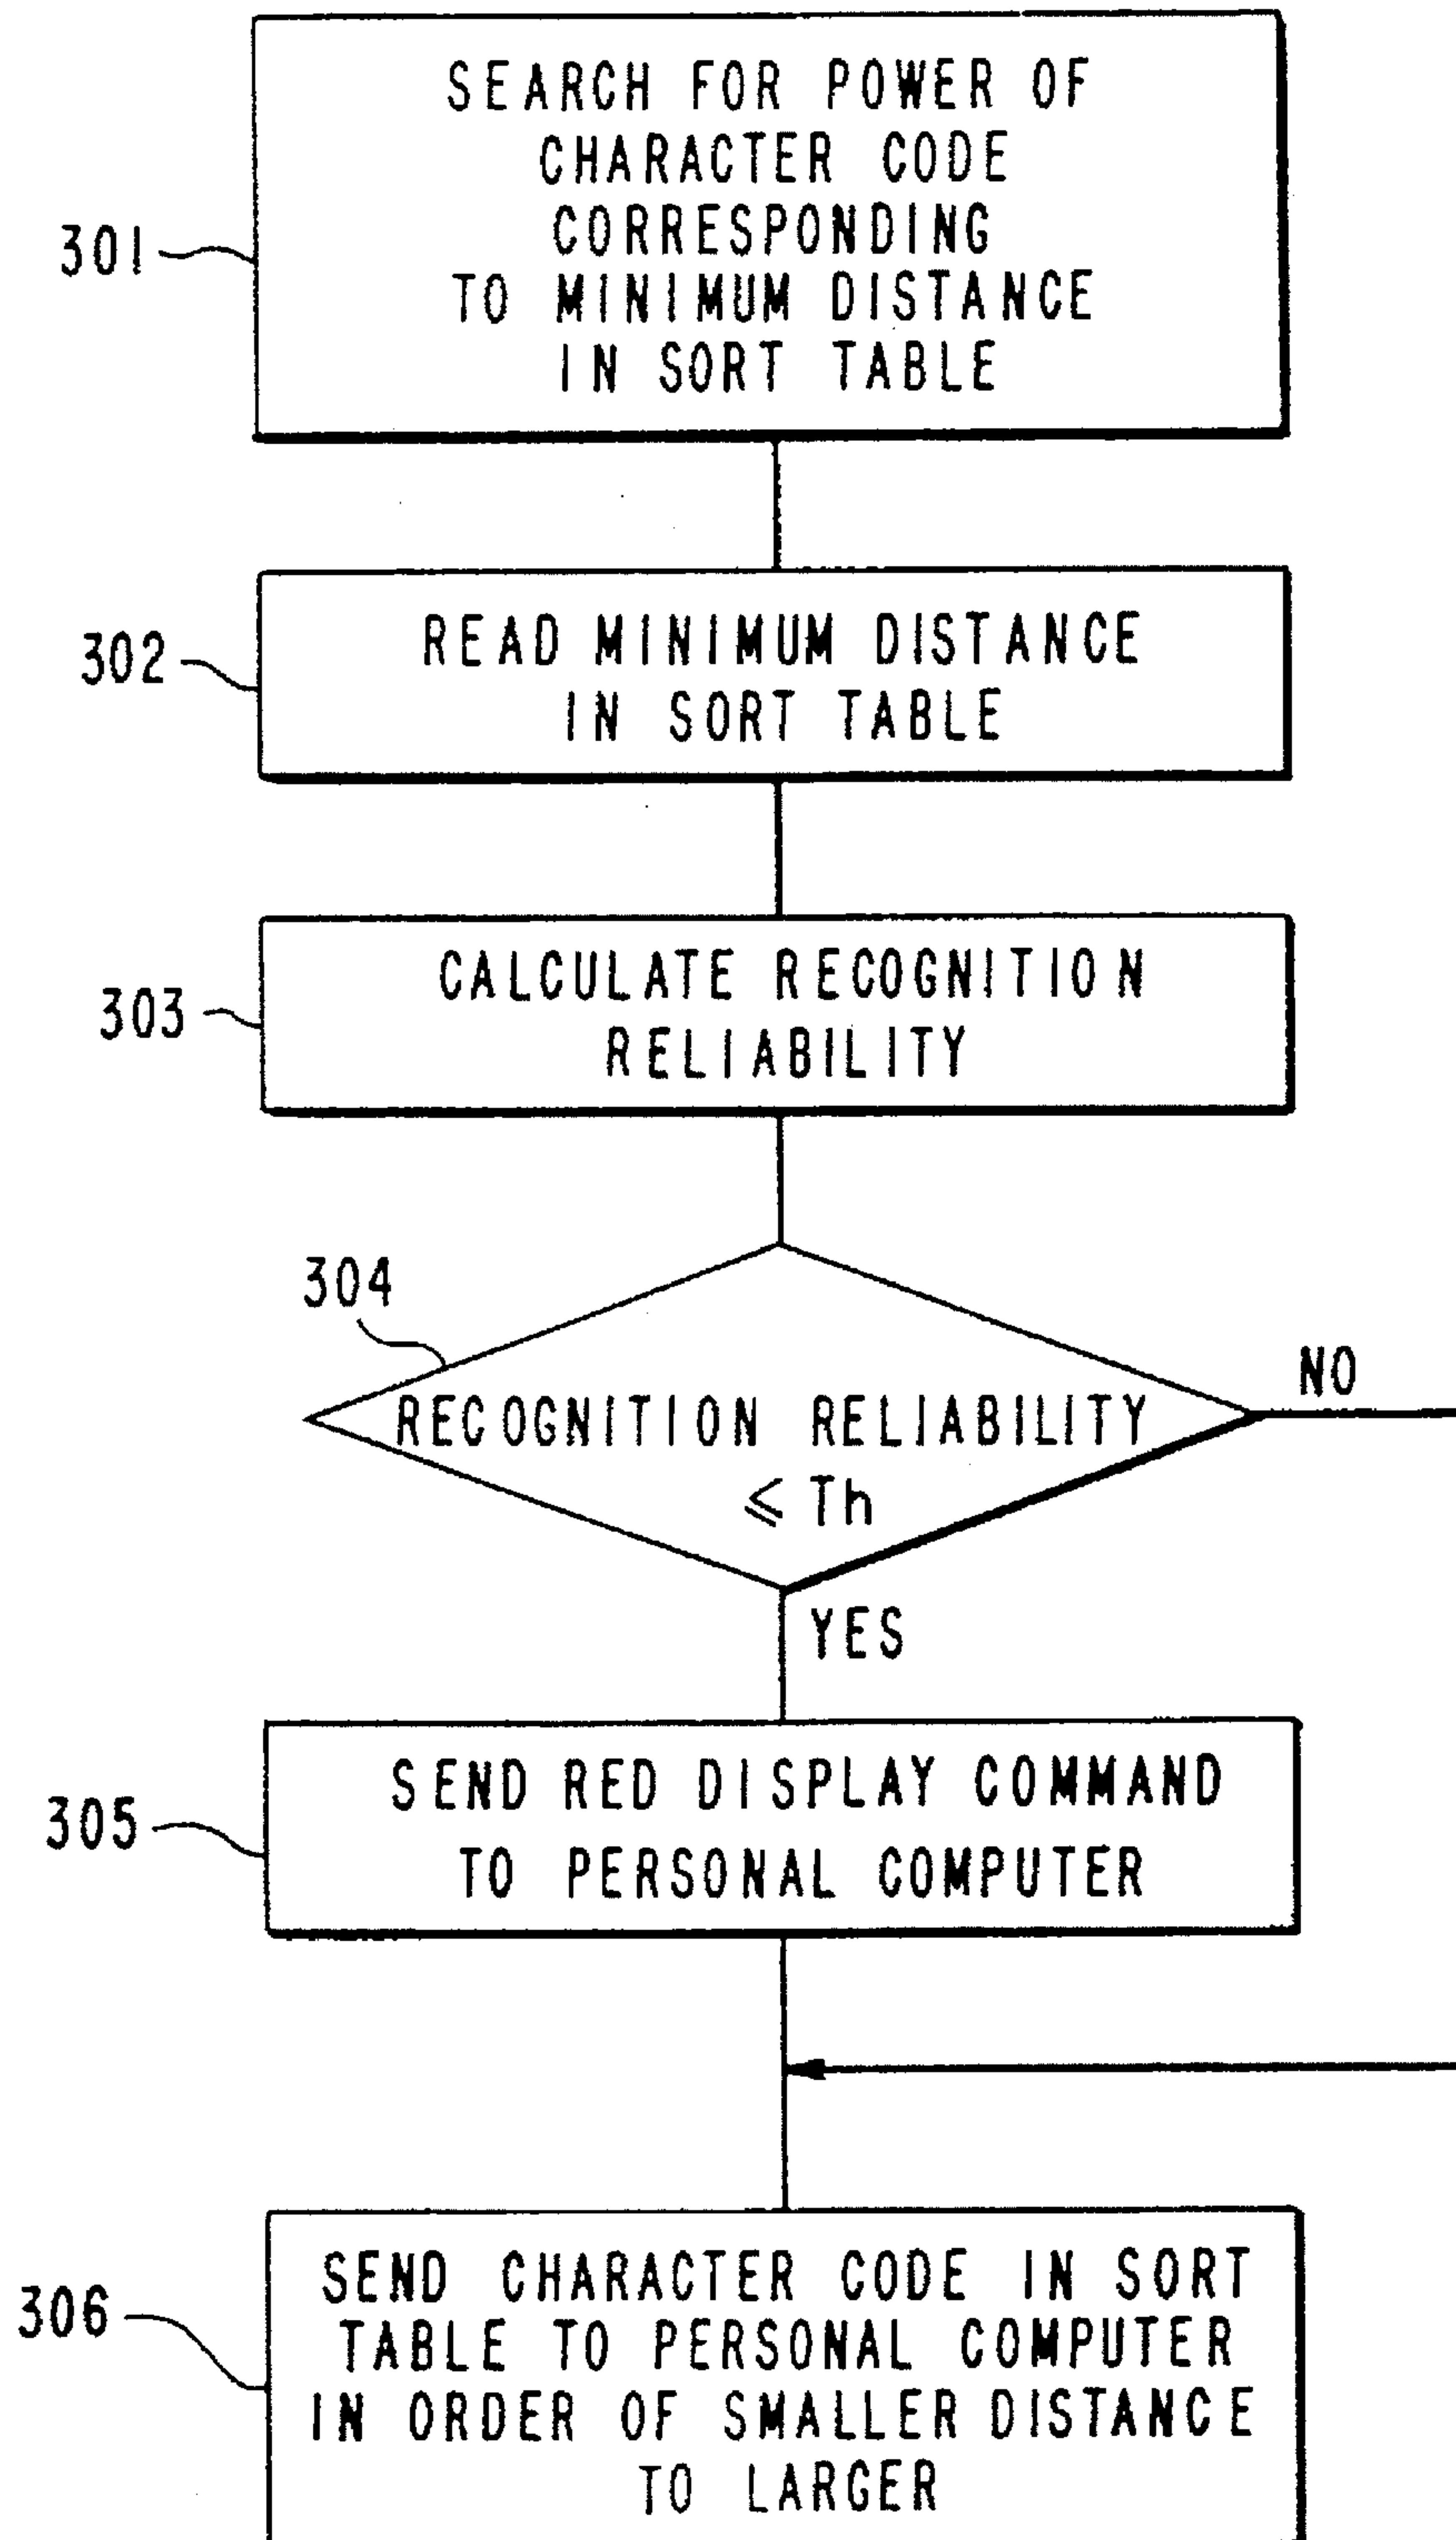 SEARCH FOR POWER OF
CHARACTER CODE
CORRESPONDING
TO MINIMUM DISTANCE
IN SORT TABLE
301
READ MINIMUM DISTANCE
IN SORT TABLE
302
CALCULATE RECOGNITION
RELIABILITY
303
304
RECOGNITION RELIABILITY
≤ Th
NO
YES
SEND RED DISPLAY COMMAND
TO PERSONAL COMPUTER
305
SEND CHARACTER CODE IN SORT
TABLE TO PERSONAL COMPUTER
IN ORDER OF SMALLER DISTANCE
TO LARGER
306